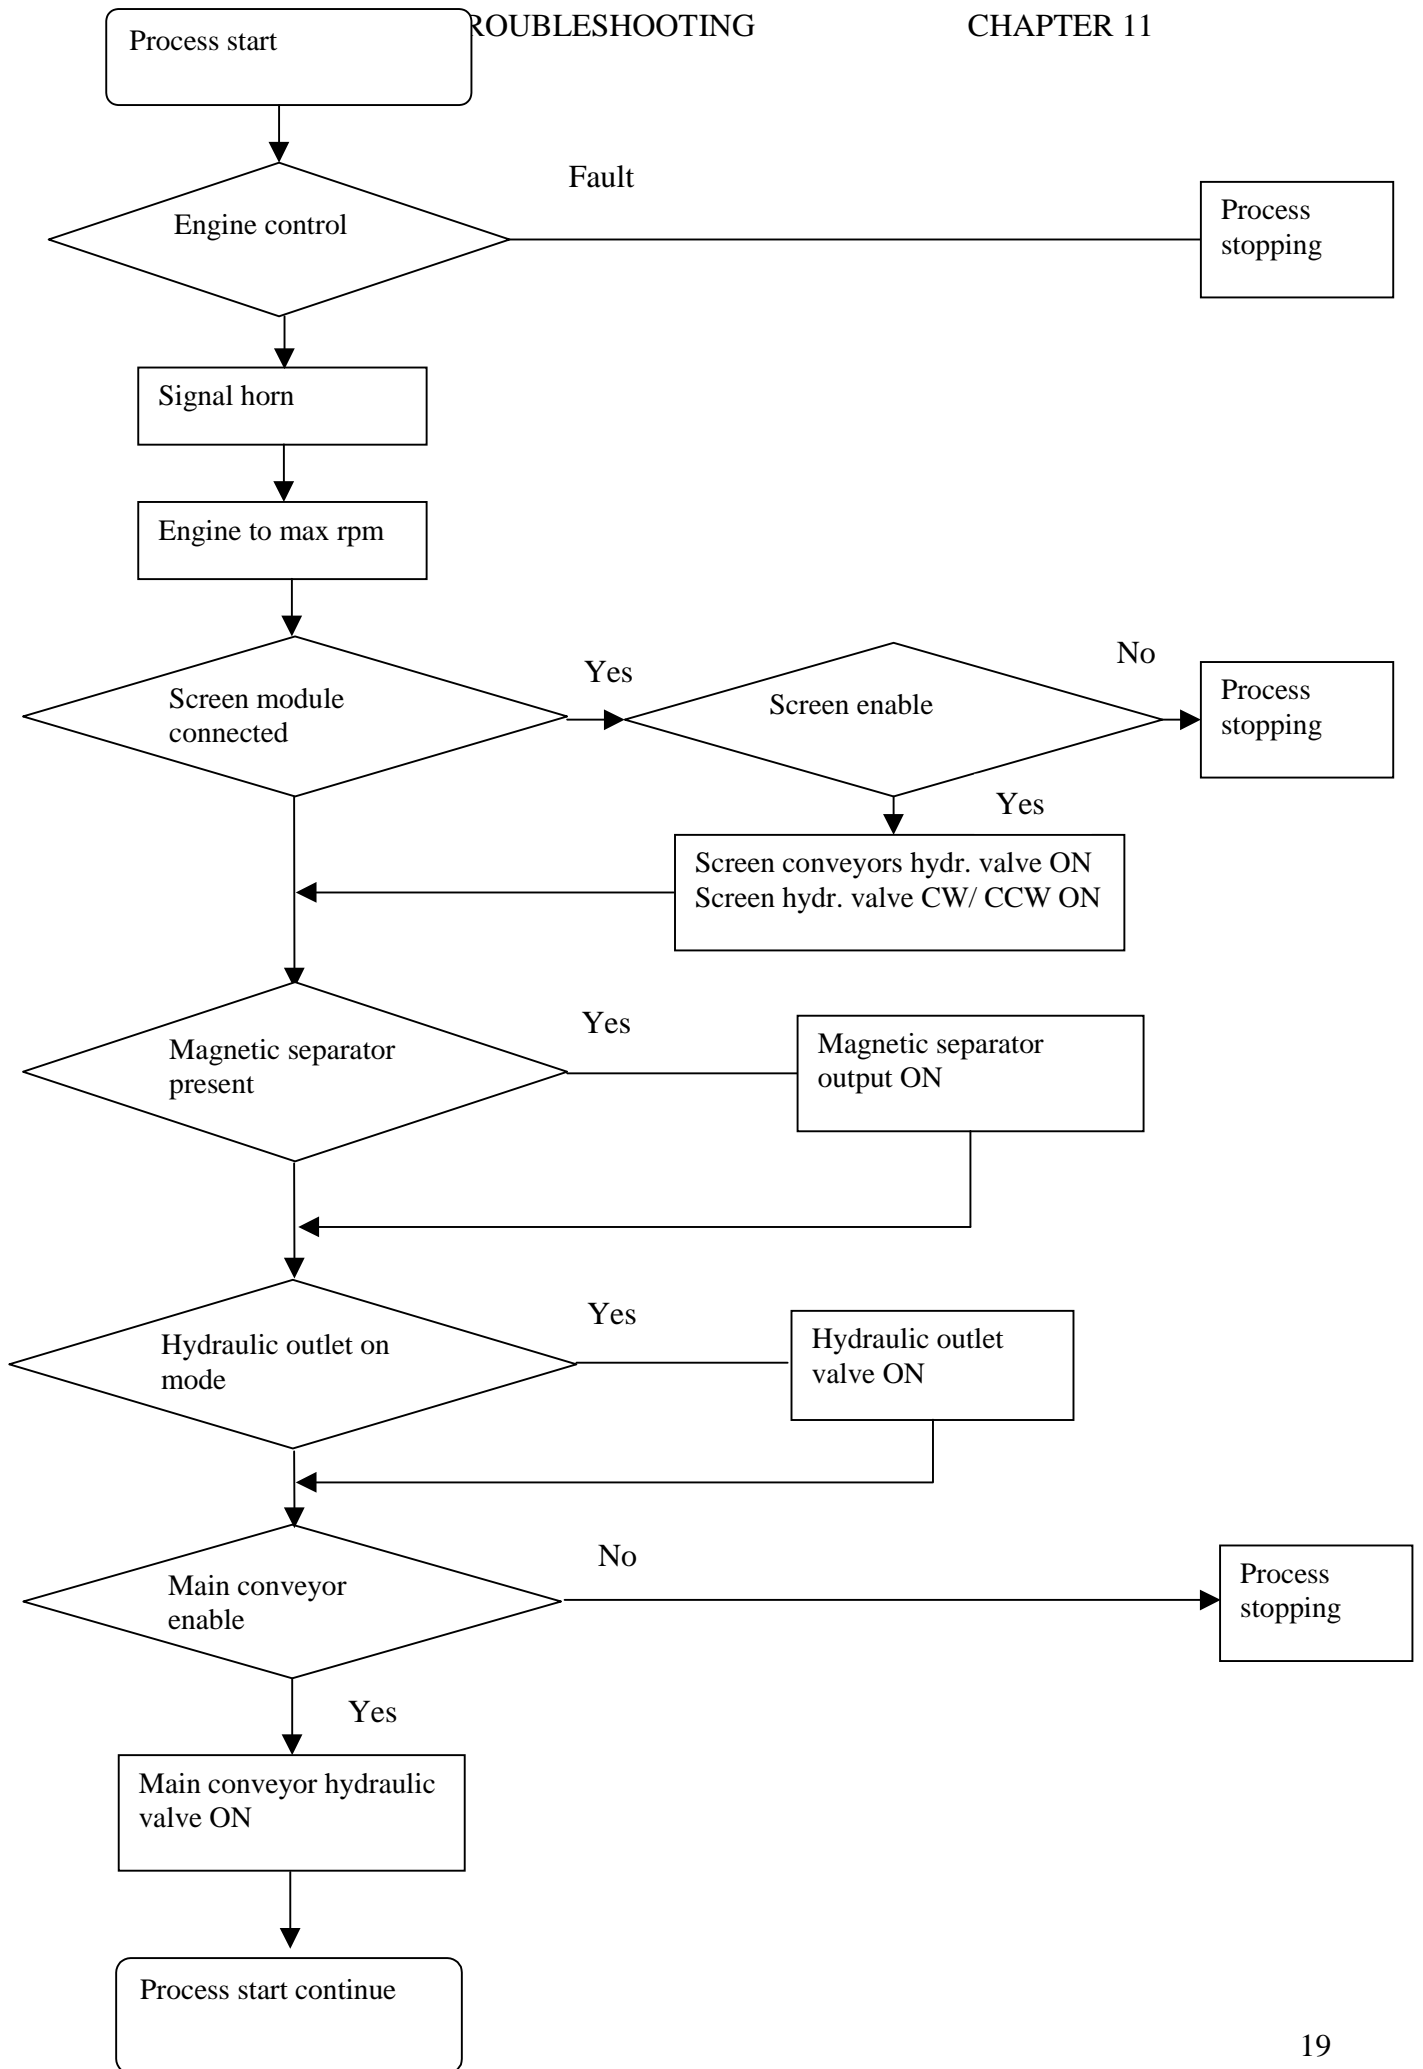 Process start
ROUBLESHOOTING CHAPTER 11
Fault
Engine control
Process
stopping
Signal horn
Engine to max rpm
Screen module
connected
Yes
Screen enable
No
Process
stopping
Yes
Screen conveyors hydr. valve ON
Screen hydr. valve CW/ CCW ON
Magnetic separator
present
Yes
Magnetic separator
output ON
Hydraulic outlet on
mode
Yes
Hydraulic outlet
valve ON
Main conveyor
enable
No
Process
stopping
Yes
Main conveyor hydraulic
valve ON
Process start continue
19